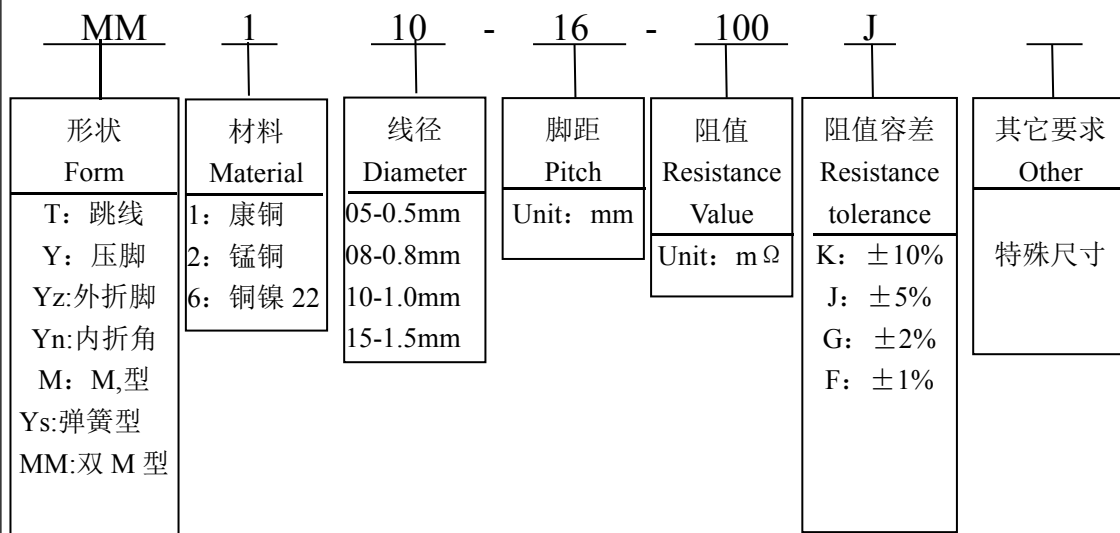 MM 1 10 - 16 - 100 J
形状
Form
T：跳线
Y：压脚
Yz:外折脚
Yn:内折角
M：M,型
Ys:弹簧型
MM:双 M 型
材料
Material
1：康铜
2：锰铜
6：铜镍 22
线径
Diameter
05-0.5mm
08-0.8mm
10-1.0mm
15-1.5mm
脚距
Pitch
Unit：mm
阻值
Resistance
Value
Unit：mΩ
阻值容差
Resistance
tolerance
K：±10%
J：±5%
G：±2%
F：±1%
其它要求
Other
特殊尺寸